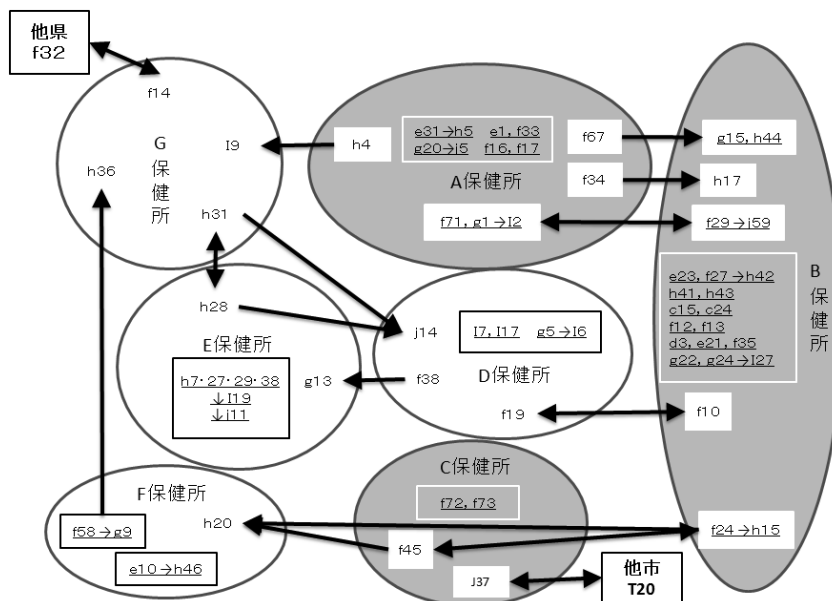 他県
f32
f14
G
保
健
所
I9
h36
h31
h4
e31→h5 e1, f33
g20→j5 f16, f17
f67
A保健所
f34
f71, g1→I2
g15, h44
h17
f29→j59
e23, f27→h42
h41, h43
c15, c24
f12, f13
d3, e21, f35
g22, g24→I27
B
保
健
所
f10
f24→h15
h28
E保健所
h7・27・29・38
↓I19
↓j11
g13
j14
I7, I17 g5→I6
f38
D保健所
f19
F保健所
f58→g9
h20
e10→h46
C保健所
f72, f73
f45
J37
他市
T20